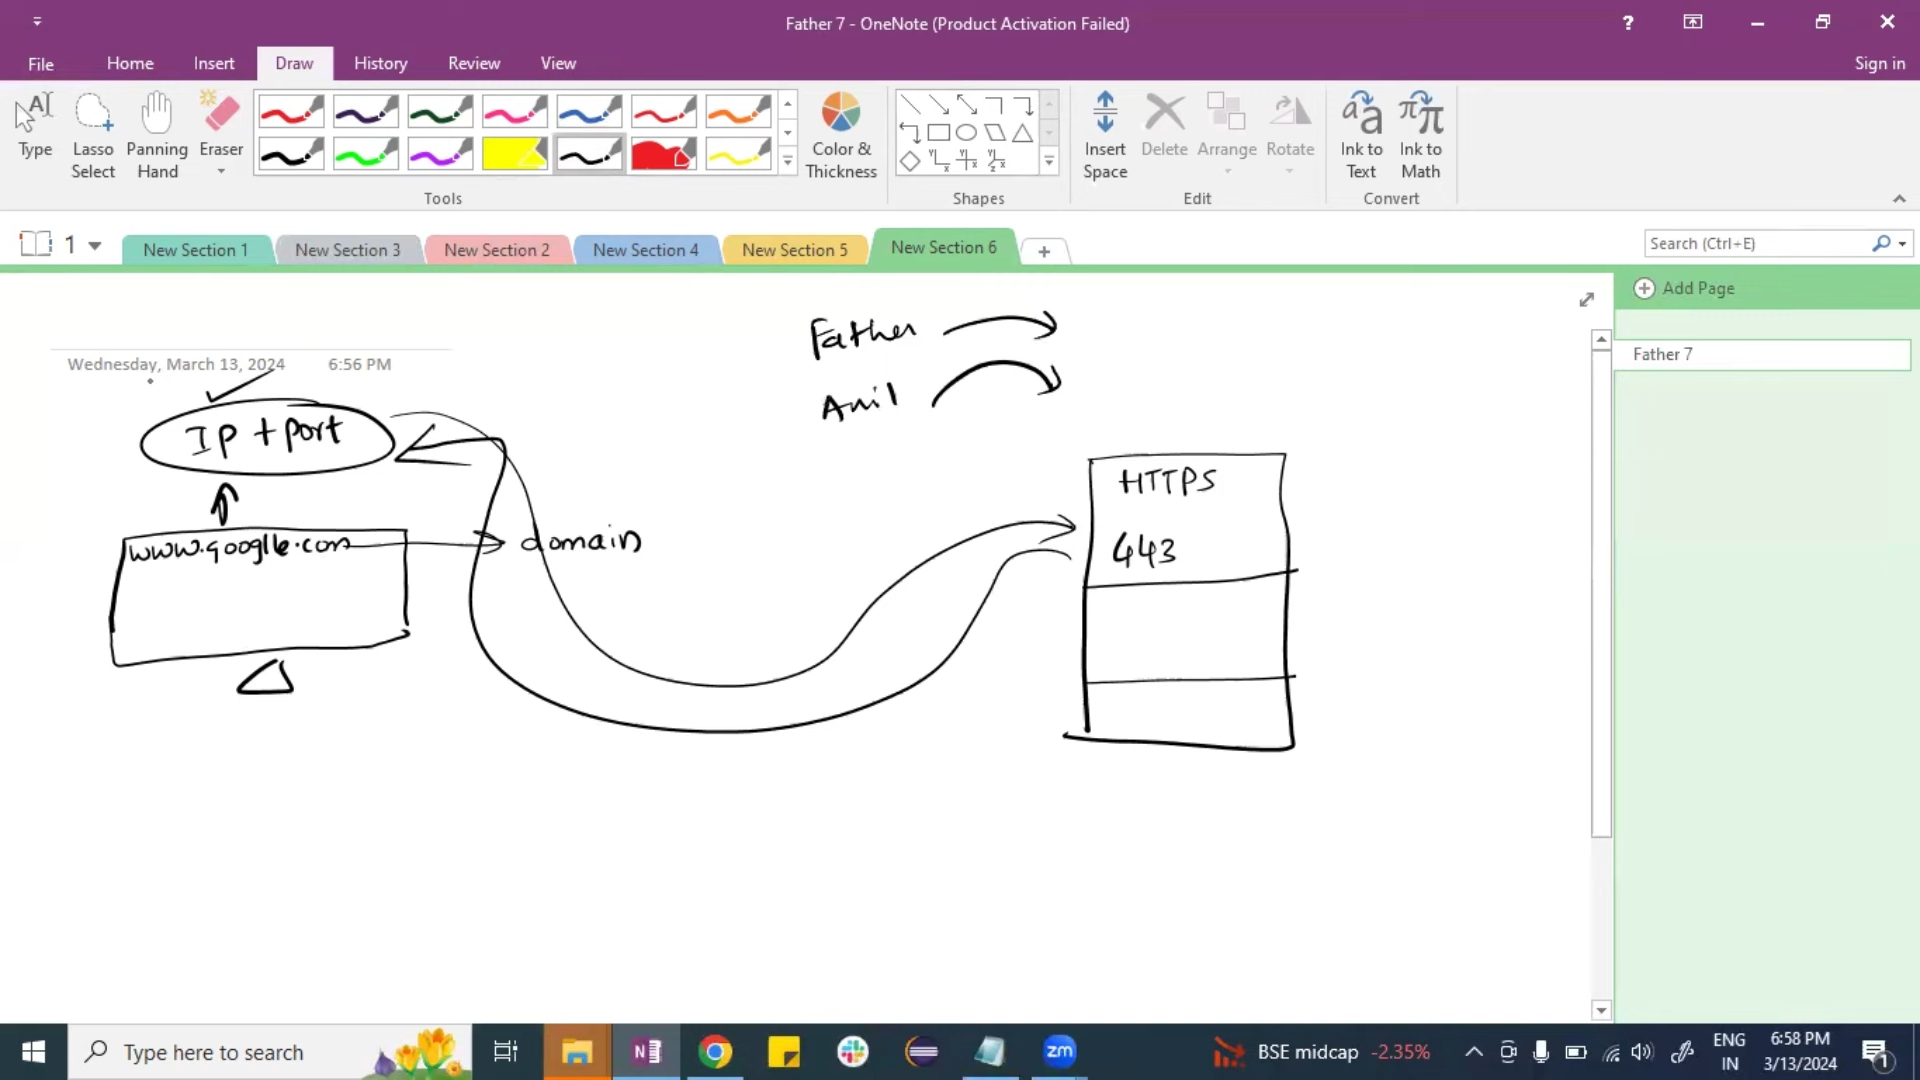 Father 7 - OneNote (Product Activation Failed)
?
File
Home
Insert
Draw
History
Review
View
Sign in
Type
Lasso Select
Panning Hand
Eraser
Color & Thickness
Insert Space
Delete
Arrange
Rotate
Ink to Text
Ink to Math
Tools
Shapes
Edit
Convert
1
New Section 1
New Section 3
New Section 2
New Section 4
New Section 5
New Section 6
Search (Ctrl+E)
Add Page
Father 7
Wednesday, March 13, 2024
6:56 PM
Father
Anil
IP + port
www.googlle.com
domain
HTTPS
443
Type here to search
BSE midcap -2.35%
ENG
IN
6:58 PM
3/13/2024
1
N
zm